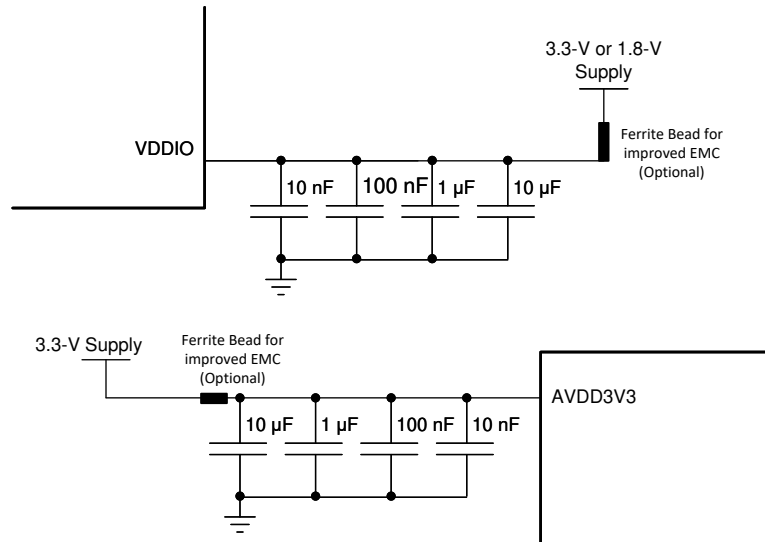 3.3-V or 1.8-V
Supply
Ferrite Bead for
improved EMC
(Optional)
VDDIO
10 nF
100 nF
1 µF
10 µF
3.3-V Supply
Ferrite Bead for
improved EMC
(Optional)
AVDD3V3
10 µF
1 µF
100 nF
10 nF